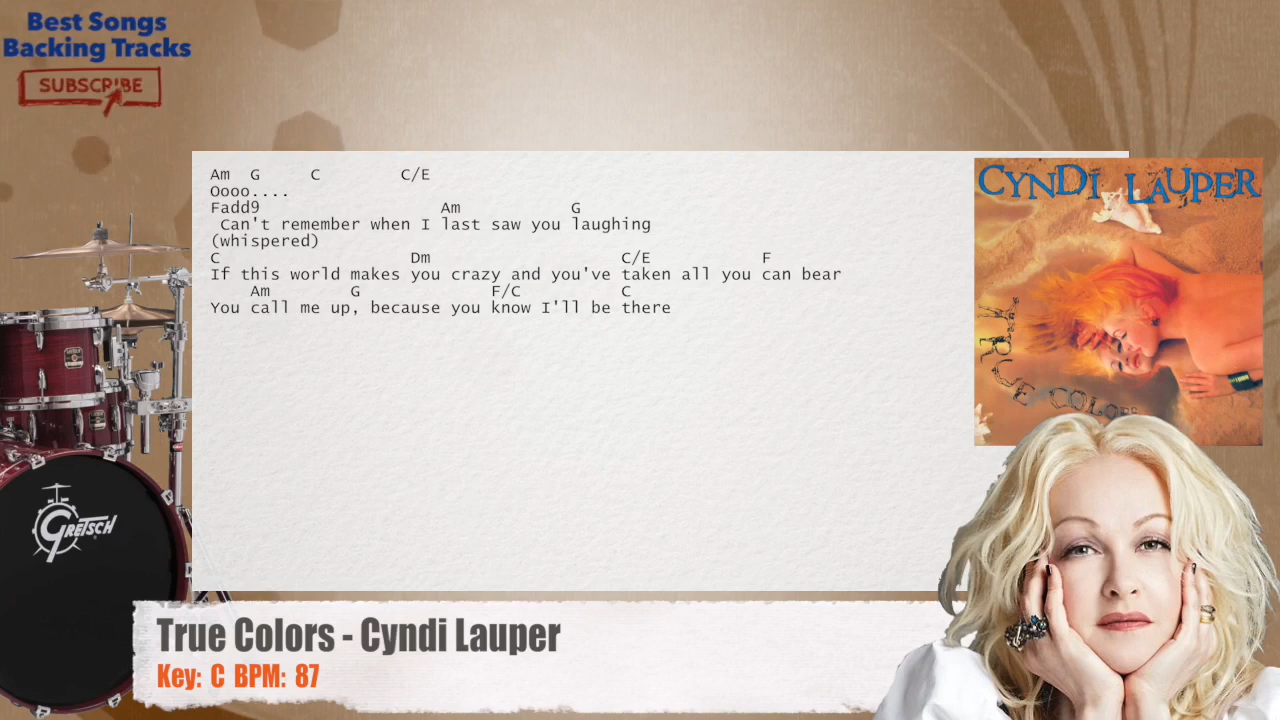 Best Songs
Backing Tracks
SUBSCRIBE
Am  G     C        C/E
Oooo....
Fadd9                  Am           G
 Can't remember when I last saw you laughing
(whispered)
C                   Dm                   C/E           F
If this world makes you crazy and you've taken all you can bear
    Am        G             F/C          C
You call me up, because you know I'll be there
CYNDI LAUPER
TRUE COLORS
GRETSCH
True Colors - Cyndi Lauper
Key: C BPM: 87